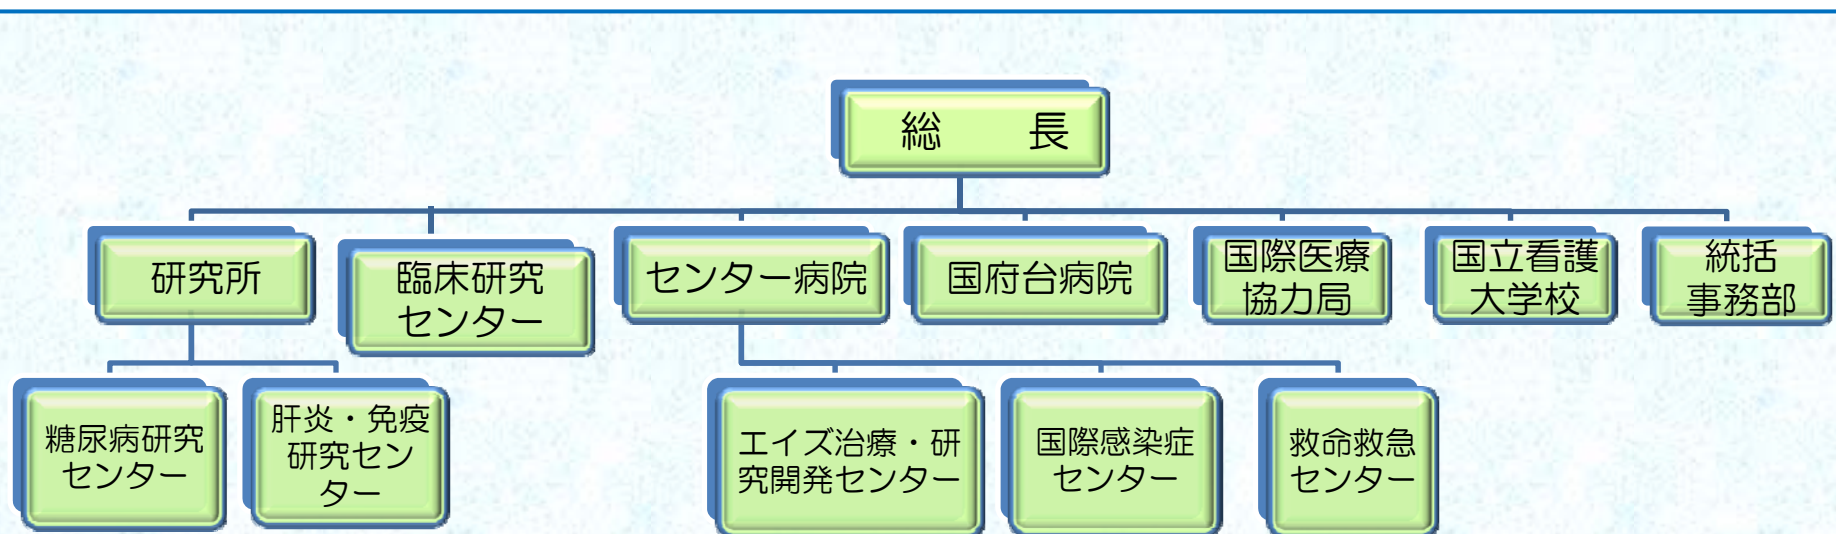 総　　長
研究所
臨床研究
センター
センター病院
国府台病院
国際医療
協力局
国立看護
大学校
統括
事務部
糖尿病研究
センター
肝炎・免疫
研究セン
ター
エイズ治療・研
究開発センター
国際感染症
センター
救命救急
センター